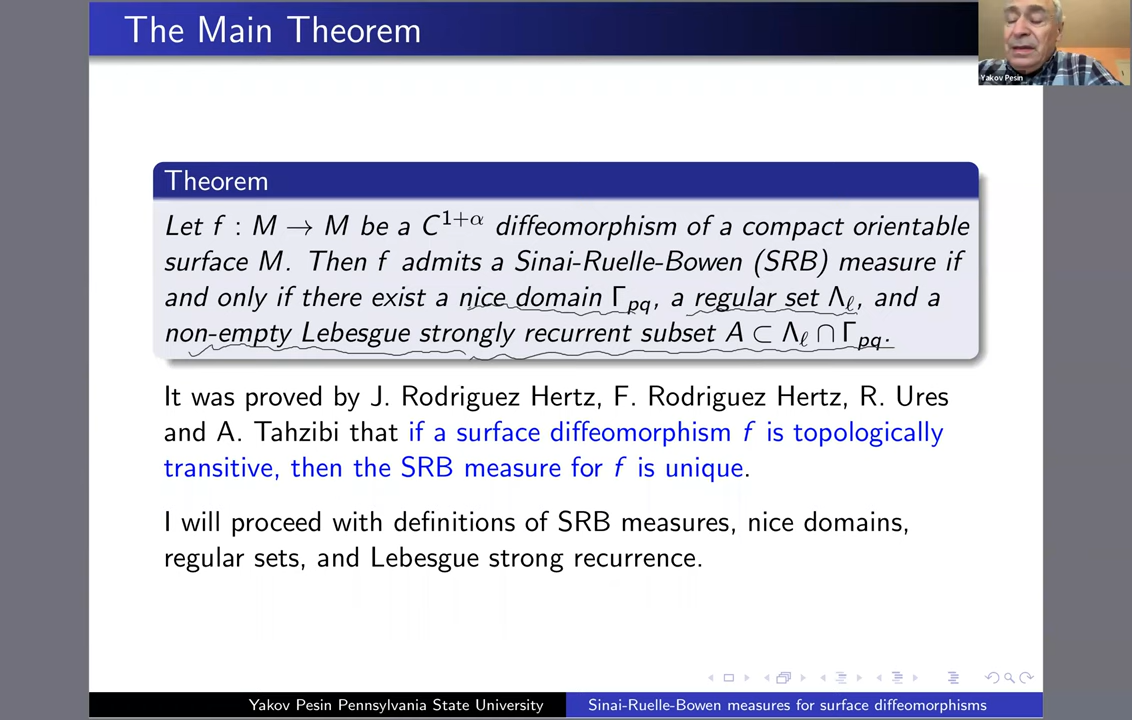 The Main Theorem
Yakov Pesin
Theorem
Let f : M → M be a C^{1+α} diffeomorphism of a compact orientable
surface M. Then f admits a Sinai-Ruelle-Bowen (SRB) measure if
and only if there exist a nice domain Γ_{pq}, a regular set Λ_ℓ, and a
non-empty Lebesgue strongly recurrent subset A ⊂ Λ_ℓ ∩ Γ_{pq}.
It was proved by J. Rodriguez Hertz, F. Rodriguez Hertz, R. Ures
and A. Tahzibi that if a surface diffeomorphism f is topologically
transitive, then the SRB measure for f is unique.
I will proceed with definitions of SRB measures, nice domains,
regular sets, and Lebesgue strong recurrence.
Yakov Pesin Pennsylvania State University
Sinai-Ruelle-Bowen measures for surface diffeomorphisms